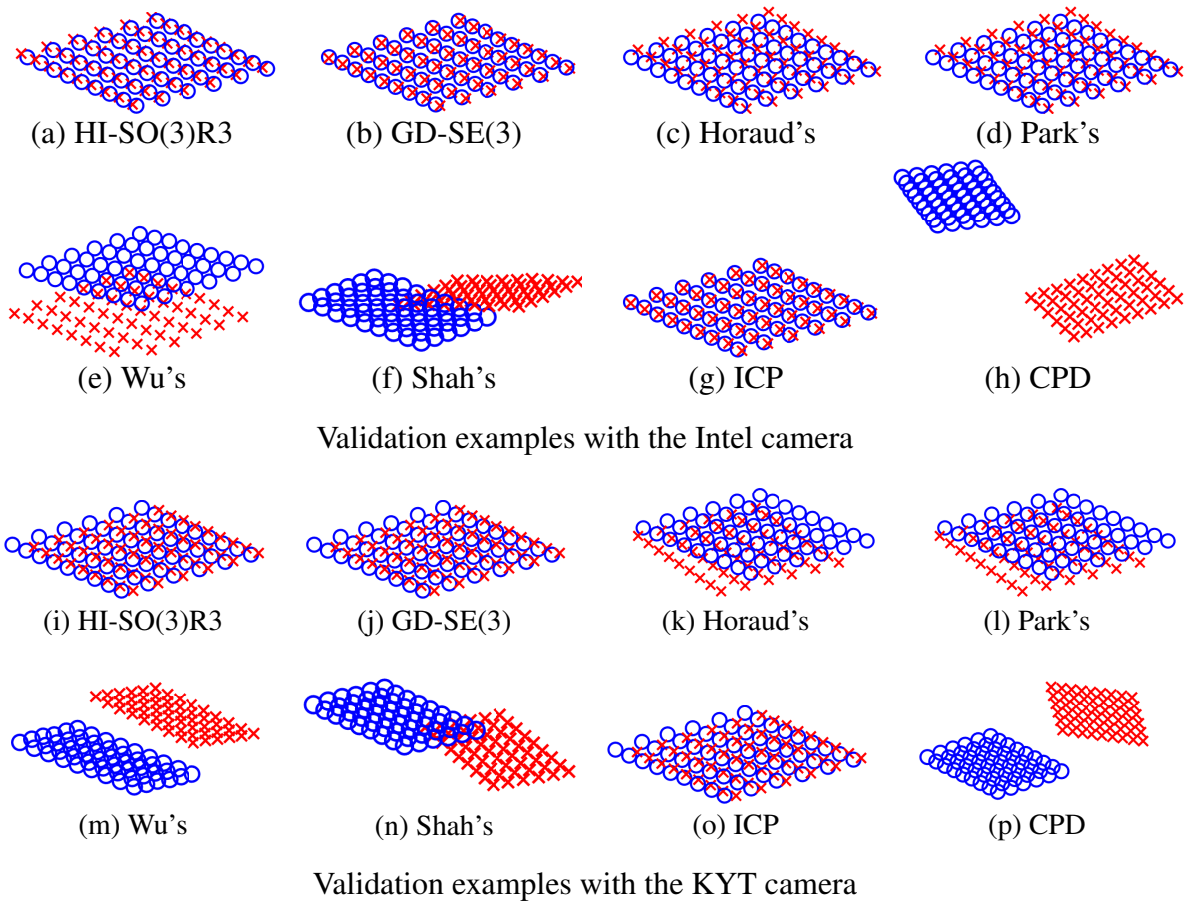 (a) HI-SO(3)R3 (b) GD-SE(3) (c) Horaud's (d) Park's
(e) Wu's (f) Shah's (g) ICP (h) CPD
Validation examples with the Intel camera
(i) HI-SO(3)R3 (j) GD-SE(3) (k) Horaud's (l) Park's
(m) Wu's (n) Shah's (o) ICP (p) CPD
Validation examples with the KYT camera